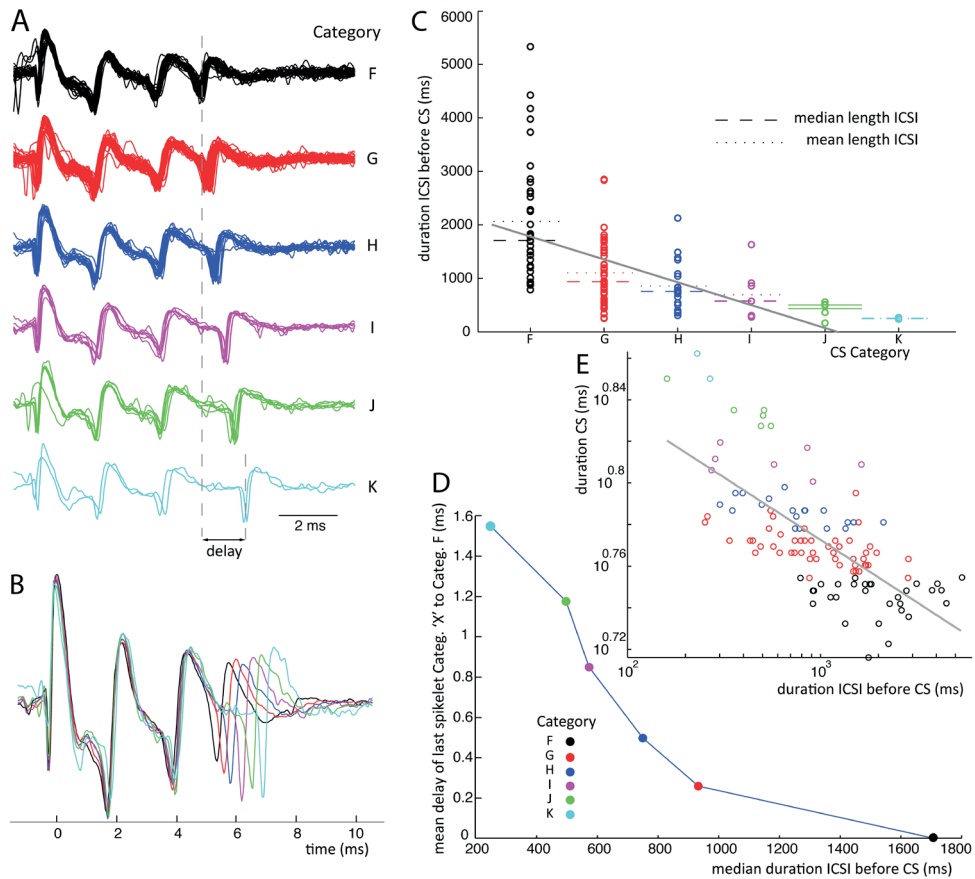 A
Category
F
G
H
I
J
K
2 ms
delay
B
0 2 4 6 8 10
time (ms)
C
duration ICSI before CS (ms)
6000
5000
4000
3000
2000
1000
0
median length ICSI
mean length ICSI
F G H I J K
CS Category
D
mean delay of last spikelet Categ. 'X' to Categ. F (ms)
1.6
1.4
1.2
1
0.8
0.6
0.4
0.2
0
Category
F
G
H
I
J
K
200 400 600 800 1000 1200 1400 1600 1800
median duration ICSI before CS (ms)
E
duration CS (ms)
10 0.84
10 0.8
10 0.76
10 0.72
10 2 10 3
duration ICSI before CS (ms)